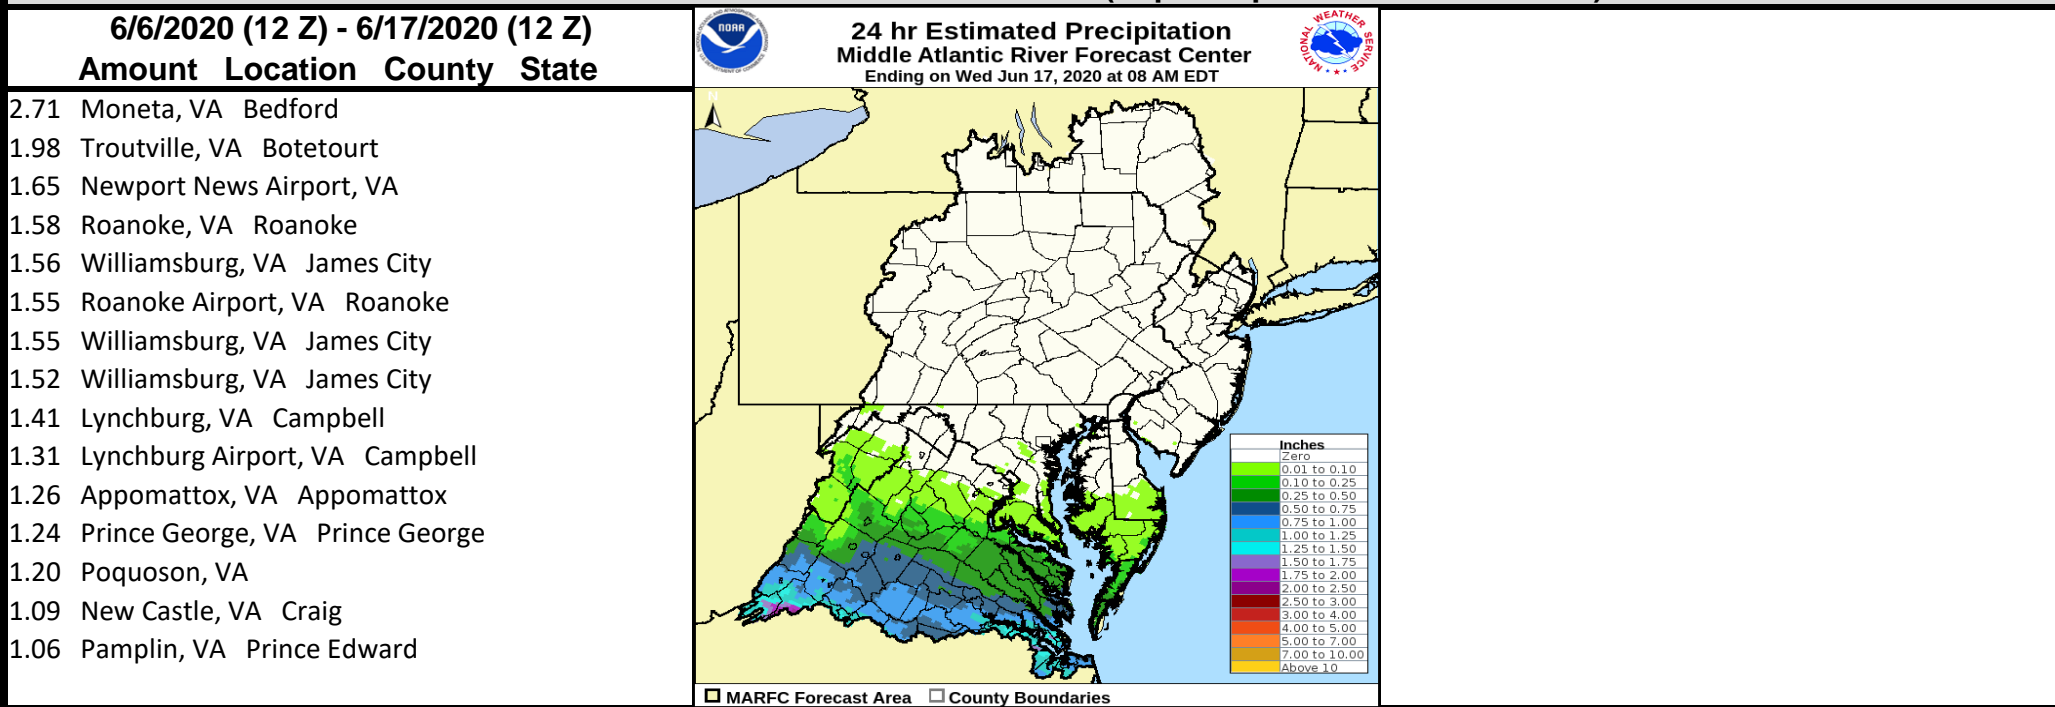 6/6/2020 (12 Z) - 6/17/2020 (12 Z)
Amount Location County State
2.71 Moneta, VA Bedford
1.98 Troutville, VA Botetourt
1.65 Newport News Airport, VA
1.58 Roanoke, VA Roanoke
1.56 Williamsburg, VA James City
1.55 Roanoke Airport, VA Roanoke
1.55 Williamsburg, VA James City
1.52 Williamsburg, VA James City
1.41 Lynchburg, VA Campbell
1.31 Lynchburg Airport, VA Campbell
1.26 Appomattox, VA Appomattox
1.24 Prince George, VA Prince George
1.20 Poquoson, VA
1.09 New Castle, VA Craig
1.06 Pamplin, VA Prince Edward
NOAA
24 hr Estimated Precipitation
Middle Atlantic River Forecast Center
Ending on Wed Jun 17, 2020 at 08 AM EDT
NATIONAL WEATHER SERVICE
N
Inches
Zero
0.01 to 0.10
0.10 to 0.25
0.25 to 0.50
0.50 to 0.75
0.75 to 1.00
1.00 to 1.25
1.25 to 1.50
1.50 to 1.75
1.75 to 2.00
2.00 to 2.50
2.50 to 3.00
3.00 to 4.00
4.00 to 5.00
5.00 to 7.00
7.00 to 10.00
Above 10
MARFC Forecast Area County Boundaries